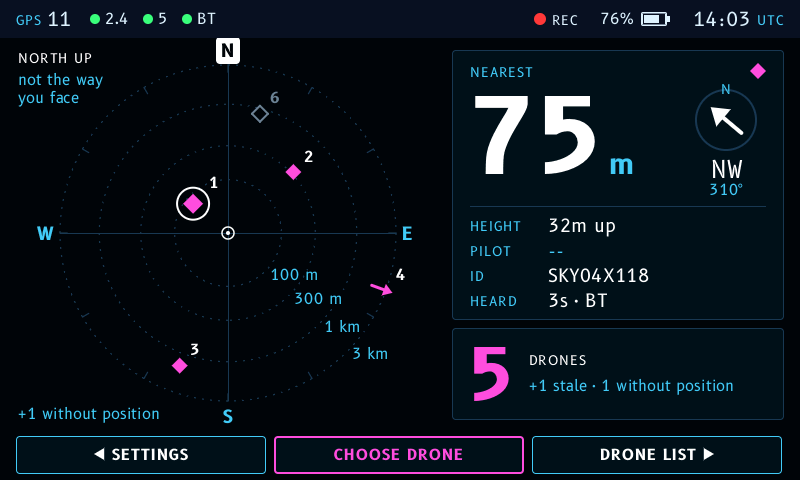 GPS 11 2.4 5 BT
REC 76% 14:03 UTC
NORTH UP
not the way
you face
N
6
2
1
W
E
4
100 m
300 m
1 km
3 km
3
+1 without position
S
NEAREST
75 m
N
NW
310°
HEIGHT 32m up
PILOT --
ID SKY04X118
HEARD 3s · BT
5
DRONES
+1 stale · 1 without position
SETTINGS
CHOOSE DRONE
DRONE LIST